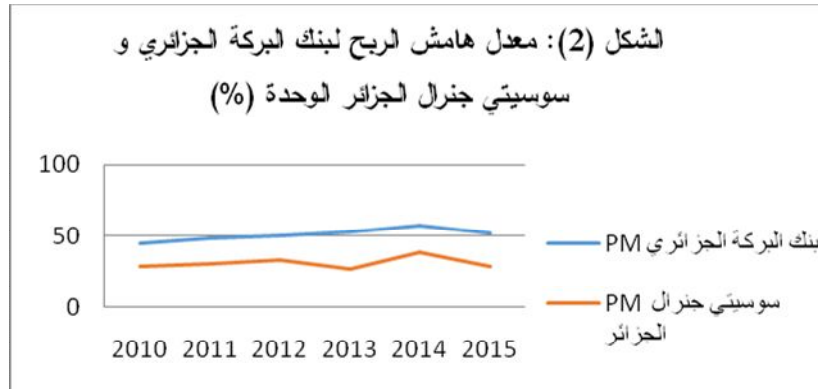 الشكل (2): معدل هامش الربح لبنك البركة الجزائري و
سوسيتي جنرال الجزائر الوحدة (%)
100
50
0
2010 2011 2012 2013 2014 2015
PM بنك البركة الجزائري
PM سوسيتي جنرال
الجزائر